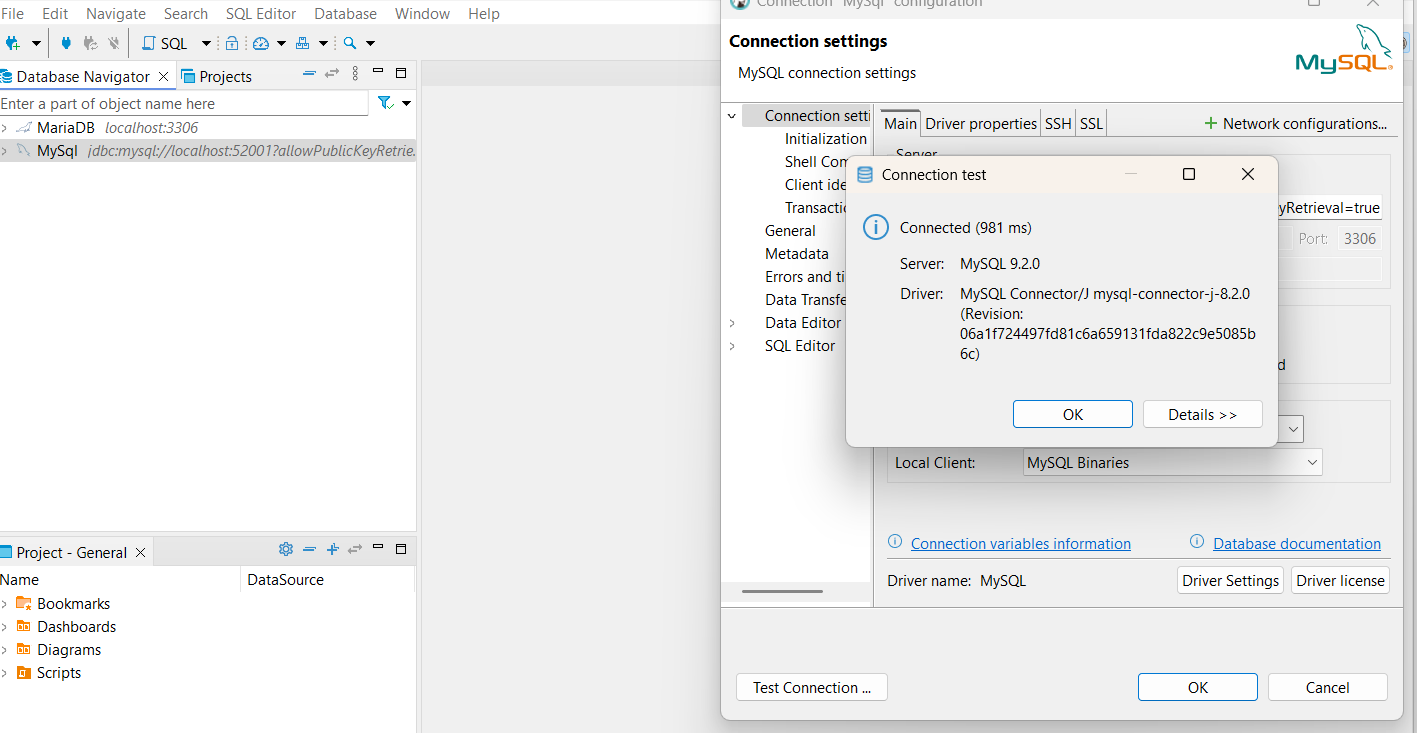 File Edit Navigate Search SQL Editor Database Window Help
SQL
Database Navigator
Projects
Enter a part of object name here
MariaDB localhost:3306
MySql jdbc:mysql://localhost:52001?allowPublicKeyRetrie...
Project - General
Name DataSource
Bookmarks
Dashboards
Diagrams
Scripts
Connection "MySql" configuration
Connection settings
MySQL connection settings
MySQL
Connection setti
Initialization
Shell Com
Client ide
Transactio
General
Metadata
Errors and ti
Data Transfe
Data Editor
SQL Editor
Main Driver properties SSH SSL
Network configurations...
Server
yRetrieval=true
Port: 3306
d
Connection test
Connected (981 ms)
Server: MySQL 9.2.0
Driver: MySQL Connector/J mysql-connector-j-8.2.0
(Revision:
06a1f724497fd81c6a659131fda822c9e5085b
6c)
OK Details >>
Local Client: MySQL Binaries
Connection variables information Database documentation
Driver name: MySQL Driver Settings Driver license
Test Connection ... OK Cancel